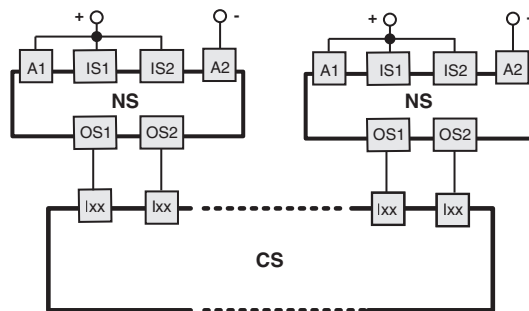 + - + -
A1 IS1 IS2 A2 A1 IS1 IS2 A2
NS NS
OS1 OS2 OS1 OS2
Ixx Ixx Ixx Ixx
CS